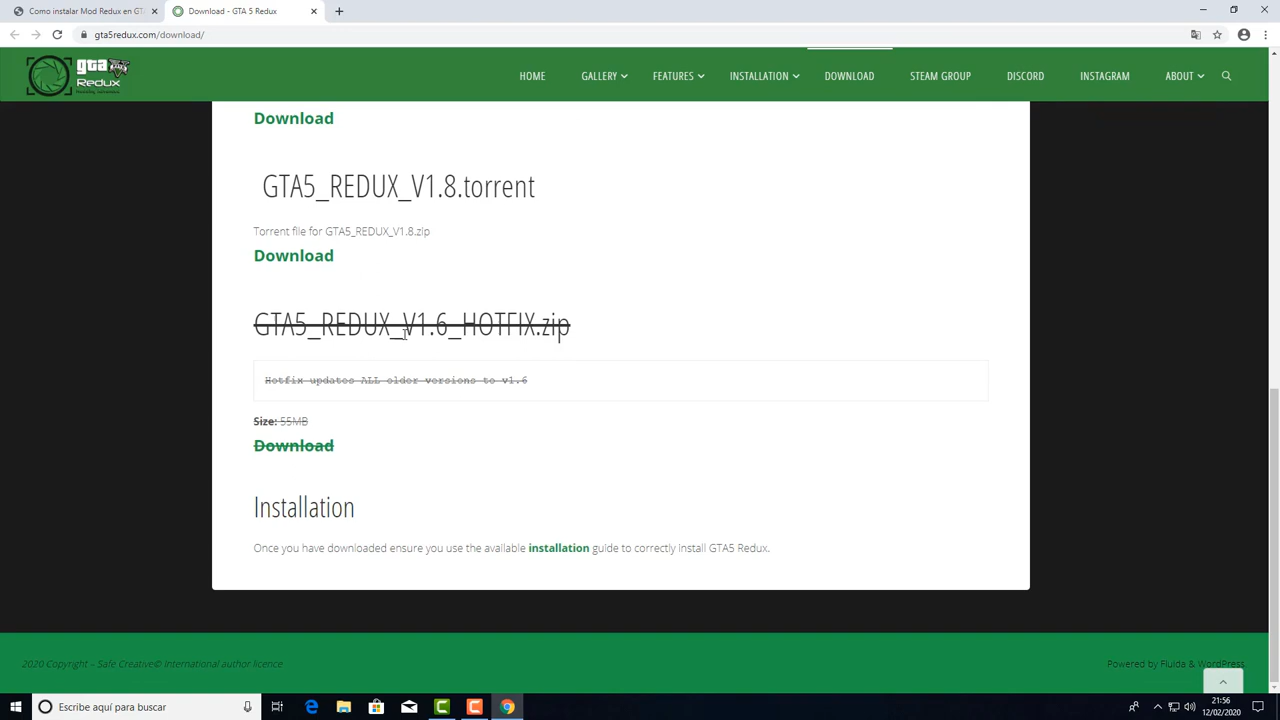 Como instalar Mod Redux en GT
Download - GTA 5 Redux
gta5redux.com/download/
gta
Redux
HOME
GALLERY
FEATURES
INSTALLATION
DOWNLOAD
STEAM GROUP
DISCORD
INSTAGRAM
ABOUT
Download
GTA5_REDUX_V1.8.torrent
Torrent file for GTA5_REDUX_V1.8.zip
Download
GTA5_REDUX_V1.6_HOTFIX.zip
Hotfix updates ALL older versions to v1.6
Size: 55MB
Download
Installation
Once you have downloaded ensure you use the available installation guide to correctly install GTA5 Redux.
2020 Copyright – Safe Creative© International author licence
Powered by Fluida & WordPress.
Escribe aquí para buscar
21:56
12/02/2020